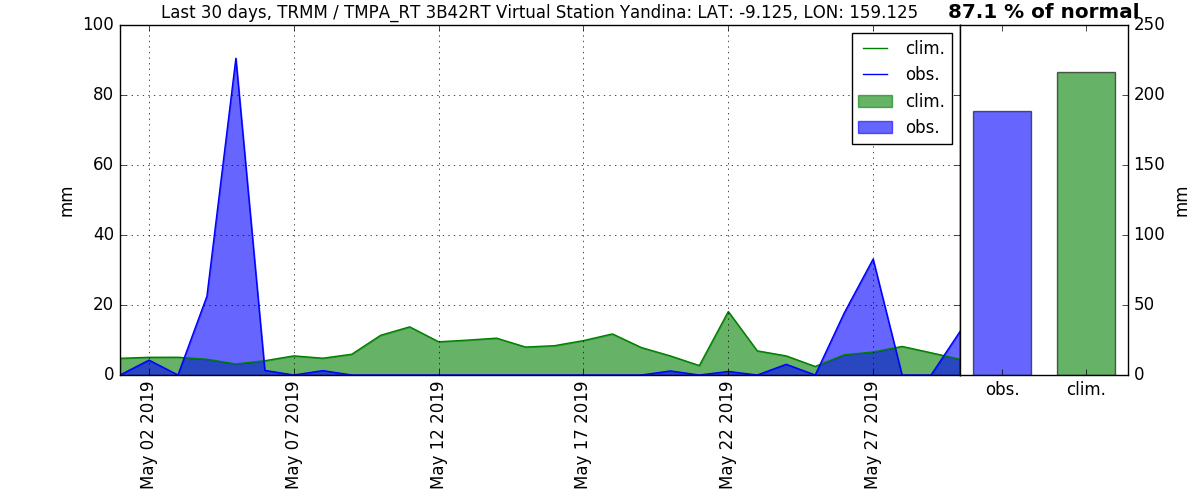 Last 30 days, TRMM / TMPA_RT 3B42RT Virtual Station Yandina: LAT: -9.125, LON: 159.125
87.1 % of normal
100
80
60
40
20
0
mm
clim.
obs.
clim.
obs.
May 02 2019
May 07 2019
May 12 2019
May 17 2019
May 22 2019
May 27 2019
250
200
150
100
50
0
mm
obs.
clim.